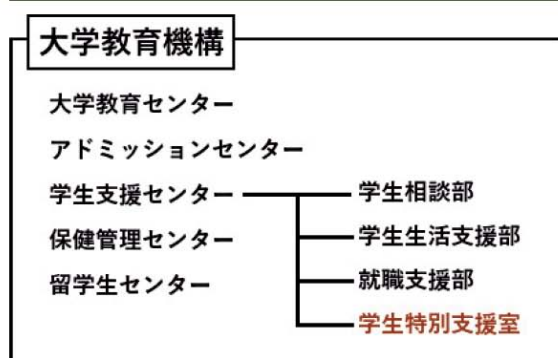 大学教育機構
大学教育センター
アドミッションセンター
学生支援センター
保健管理センター
留学生センター
学生相談部
学生生活支援部
就職支援部
学生特別支援室